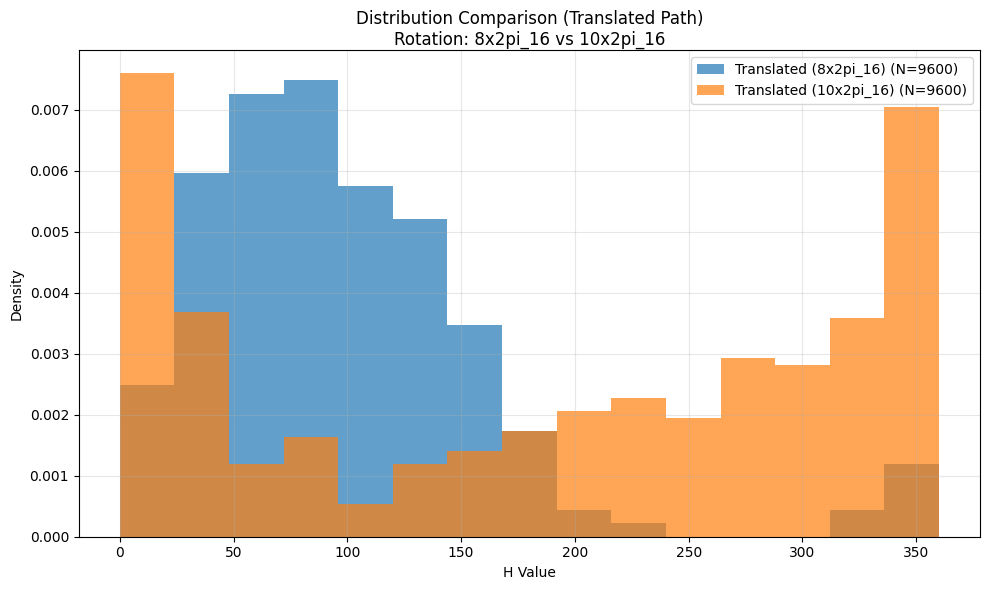 Distribution Comparison (Translated Path)
Rotation: 8x2pi_16 vs 10x2pi_16
Translated (8x2pi_16) (N=9600)
Translated (10x2pi_16) (N=9600)
Density
0.007
0.006
0.005
0.004
0.003
0.002
0.001
0.000
0 50 100 150 200 250 300 350
H Value